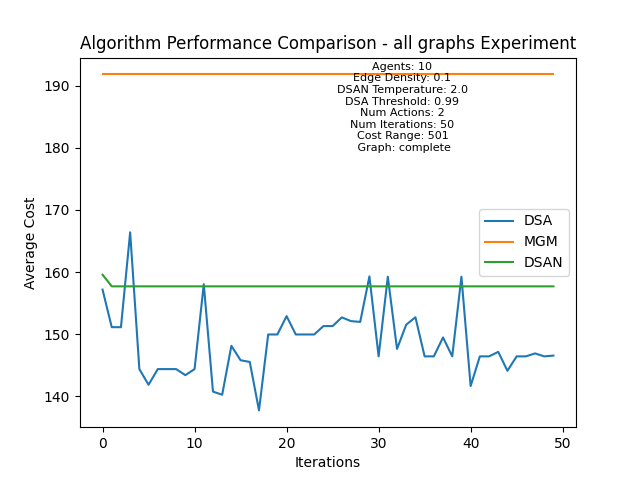 Algorithm Performance Comparison - all graphs Experiment
Agents: 10
Edge Density: 0.1
DSAN Temperature: 2.0
DSA Threshold: 0.99
Num Actions: 2
Num Iterations: 50
Cost Range: 501
Graph: complete
190
180
170
160
150
140
Average Cost
DSA
MGM
DSAN
0
10
20
30
40
50
Iterations